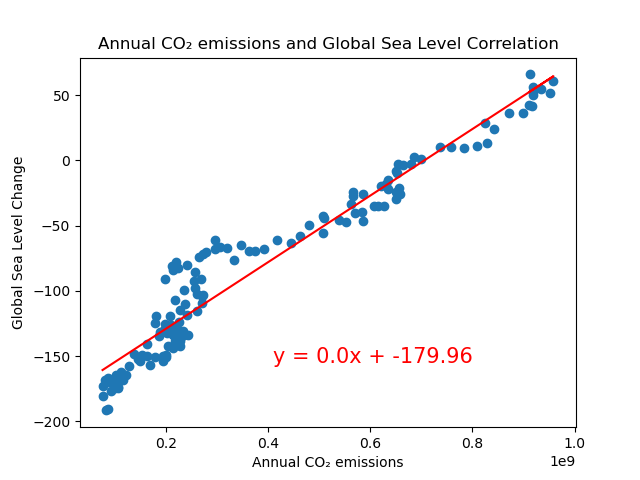 Annual CO₂ emissions and Global Sea Level Correlation
50
0
−50
−100
−150
−200
Global Sea Level Change
y = 0.0x + -179.96
0.2
0.4
0.6
0.8
1.0
1e9
Annual CO₂ emissions